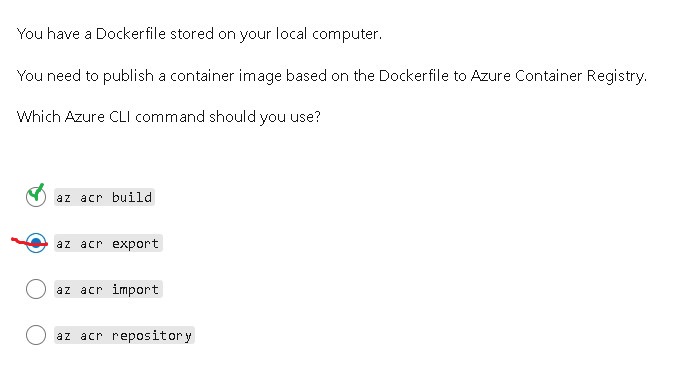 You have a Dockerfile stored on your local computer.
You need to publish a container image based on the Dockerfile to Azure Container Registry.
Which Azure CLI command should you use?
az acr build
az acr export
az acr import
az acr repository